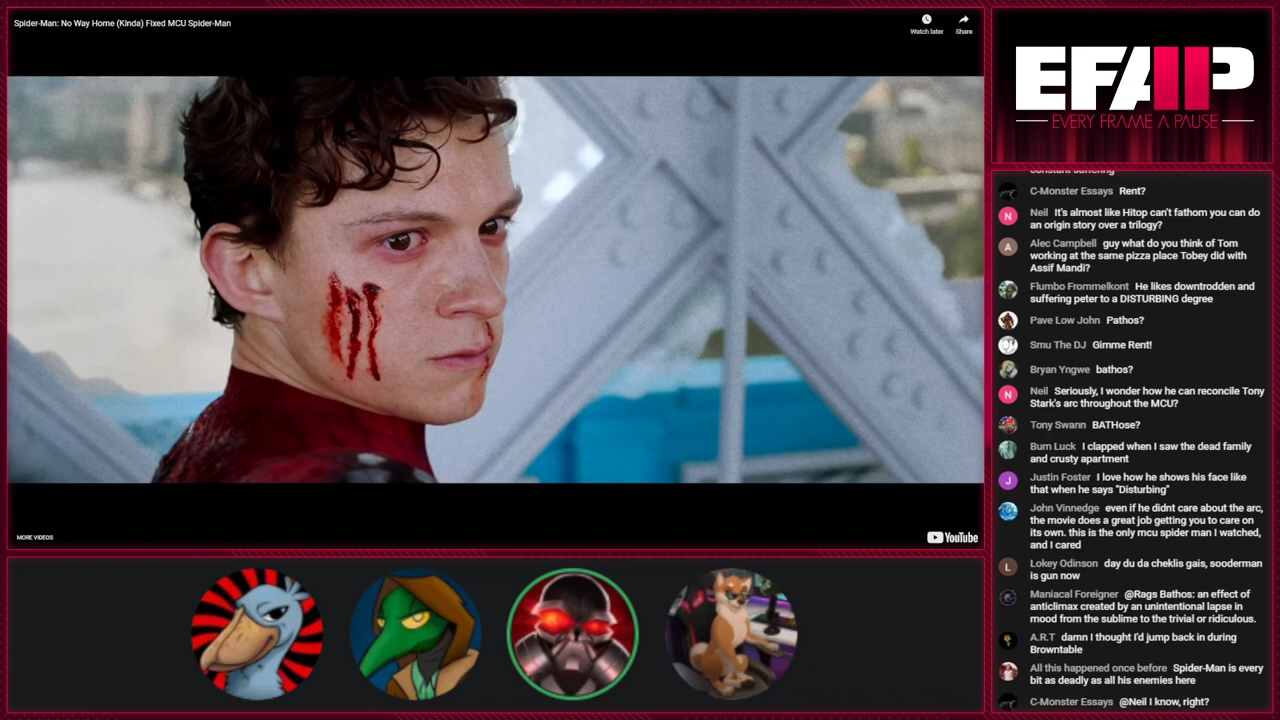 Spider-Man: No Way Home (Kinda) Fixed MCU Spider-Man
Watch later
Share
MORE VIDEOS
YouTube
EFAP
EVERY FRAME A PAUSE
constant suffering
C-Monster Essays Rent?
Neil It's almost like Hitop can't fathom you can do
an origin story over a trilogy?
Alec Campbell guy what do you think of Tom
working at the same pizza place Tobey did with
Assif Mandi?
Flumbo Frommelkont He likes downtrodden and
suffering peter to a DISTURBING degree
Pave Low John Pathos?
Smu The DJ Gimme Rent!
Bryan Yngwe bathos?
Neil Seriously, I wonder how he can reconcile Tony
Stark's arc throughout the MCU?
Tony Swann BATHose?
Bum Luck I clapped when I saw the dead family
and crusty apartment
Justin Foster I love how he shows his face like
that when he says "Disturbing"
John Vinnedge even if he didnt care about the arc,
the movie does a great job getting you to care on
its own. this is the only mcu spider man I watched,
and I cared
Lokey Odinson day du da cheklis gais, sooderman
is gun now
Maniacal Foreigner @Rags Bathos: an effect of
anticlimax created by an unintentional lapse in
mood from the sublime to the trivial or ridiculous.
A.R.T damn I thought I'd jump back in during
Browntable
All this happened once before Spider-Man is every
bit as deadly as all his enemies here
C-Monster Essays @Neil I know, right?